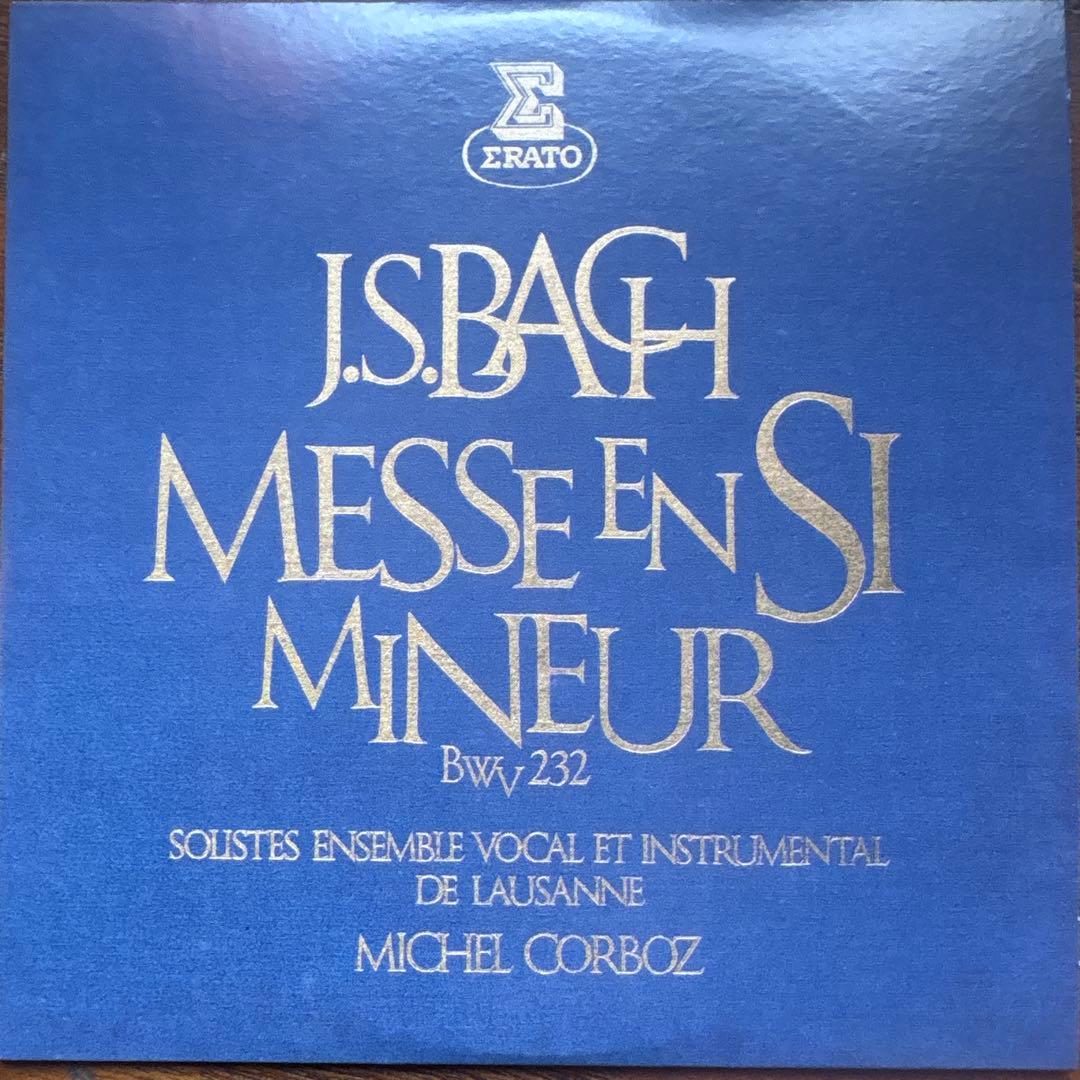 Σ
ΣRATO
J.S.BACH
MESSE EN SI
MINEUR
BWV 232
SOLISTES ENSEMBLE VOCAL ET INSTRUMENTAL
DE LAUSANNE
MICHEL CORBOZ